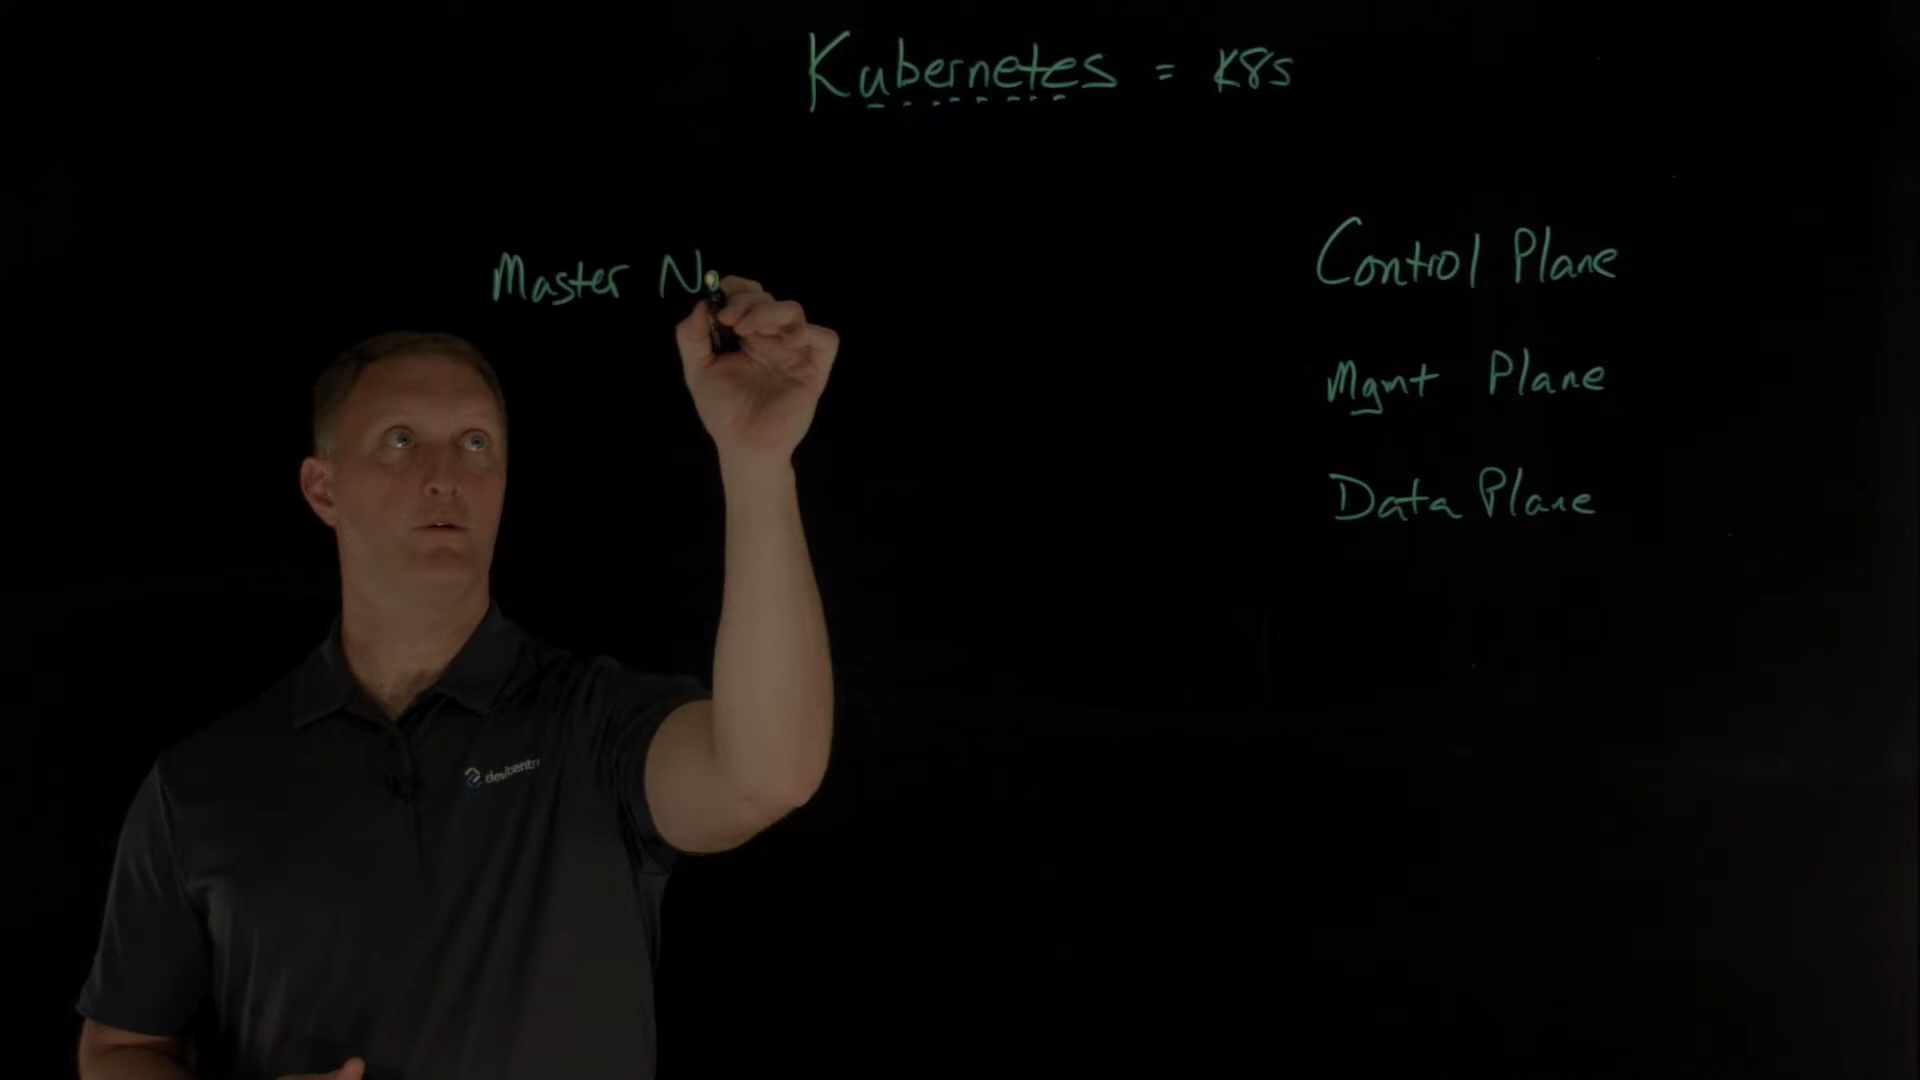 Kubernetes = K8s
Master No
Control Plane
Mgmt Plane
Data Plane